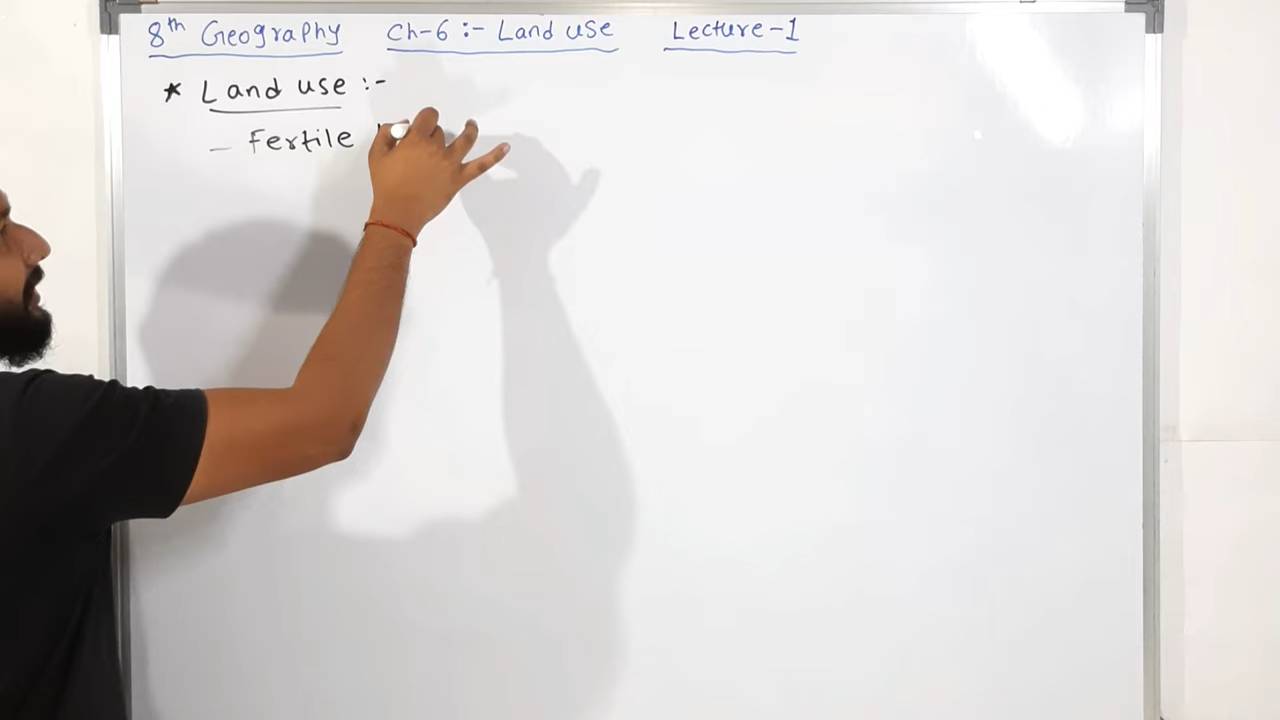 8th Geography Ch-6 :- Land use Lecture-1
* Land use :-
- Fertile